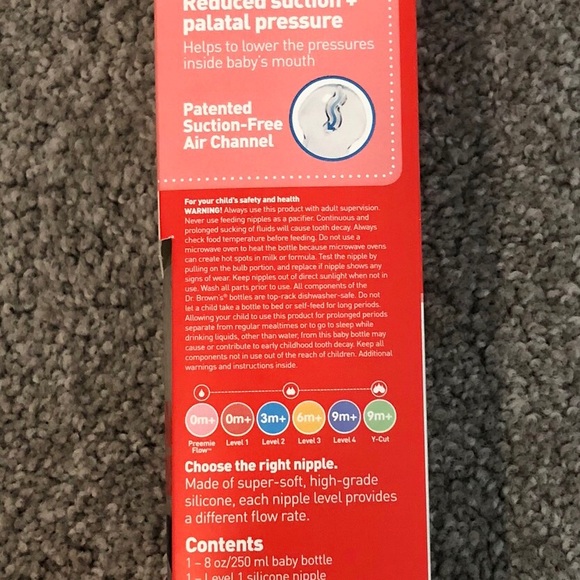 Reduced suction +
palatal pressure
Helps to lower the pressures
inside baby's mouth
Patented
Suction-Free
Air Channel
For your child's safety and health
WARNING! Always use this product with adult supervision.
Never use feeding nipples as a pacifier. Continuous and
prolonged sucking of fluids will cause tooth decay. Always
check food temperature before feeding. Do not use a
microwave oven to heat the bottle because microwave ovens
can create hot spots in milk or formula. Test the nipple by
pulling on the bulb portion, and replace if nipple shows any
signs of wear. Keep nipples out of direct sunlight when not in
use. Wash all parts prior to use. All components of the
Dr. Brown's® bottles are top-rack dishwasher-safe. Do not
let a child take a bottle to bed or self-feed for long periods.
Allowing your child to use this product for prolonged periods
separate from regular mealtimes or to go to sleep while
drinking liquids, other than water, from this baby bottle may
cause or contribute to early childhood tooth decay. Keep all
components not in use out of the reach of children. Additional
warnings and instructions inside.
0m+ 0m+ 3m+ 6m+ 9m+ 9m+
Preemie Flow™ Level 1 Level 2 Level 3 Level 4 Y-Cut
Choose the right nipple.
Made of super-soft, high-grade
silicone, each nipple level provides
a different flow rate.
Contents
1 – 8 oz/250 ml baby bottle
1 – Level 1 silicone nipple